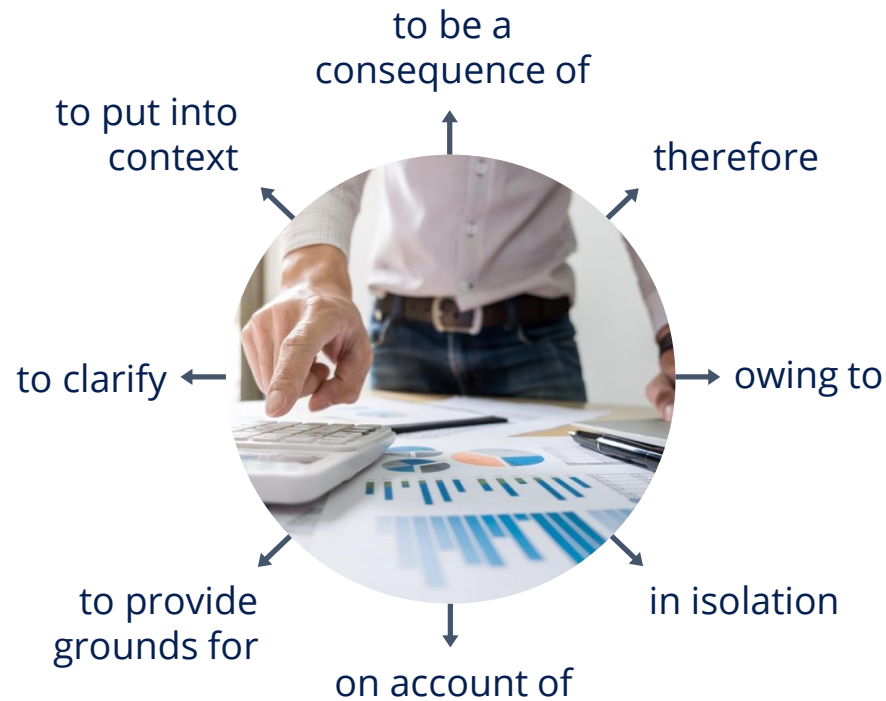 to be a
consequence of
to put into
context
therefore
to clarify
owing to
to provide
grounds for
in isolation
on account of